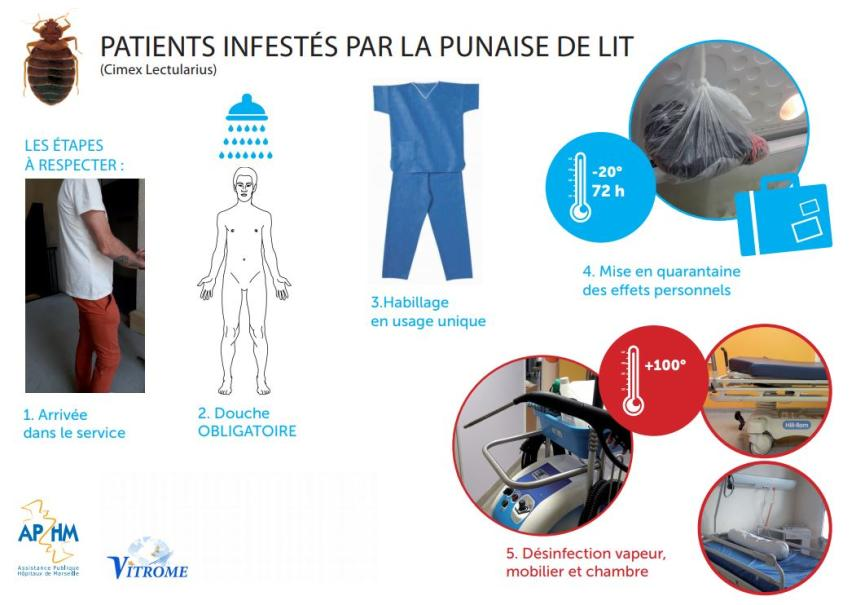 PATIENTS INFESTÉS PAR LA PUNAISE DE LIT
(Cimex Lectularius)
LES ÉTAPES
À RESPECTER :
1. Arrivée
dans le service
2. Douche
OBLIGATOIRE
3.Habillage
en usage unique
-20°
72 h
4. Mise en quarantaine
des effets personnels
+100°
Hill-Rom
5. Désinfection vapeur,
mobilier et chambre
AP HM
Assistance Publique
Hôpitaux de Marseille
VITROME